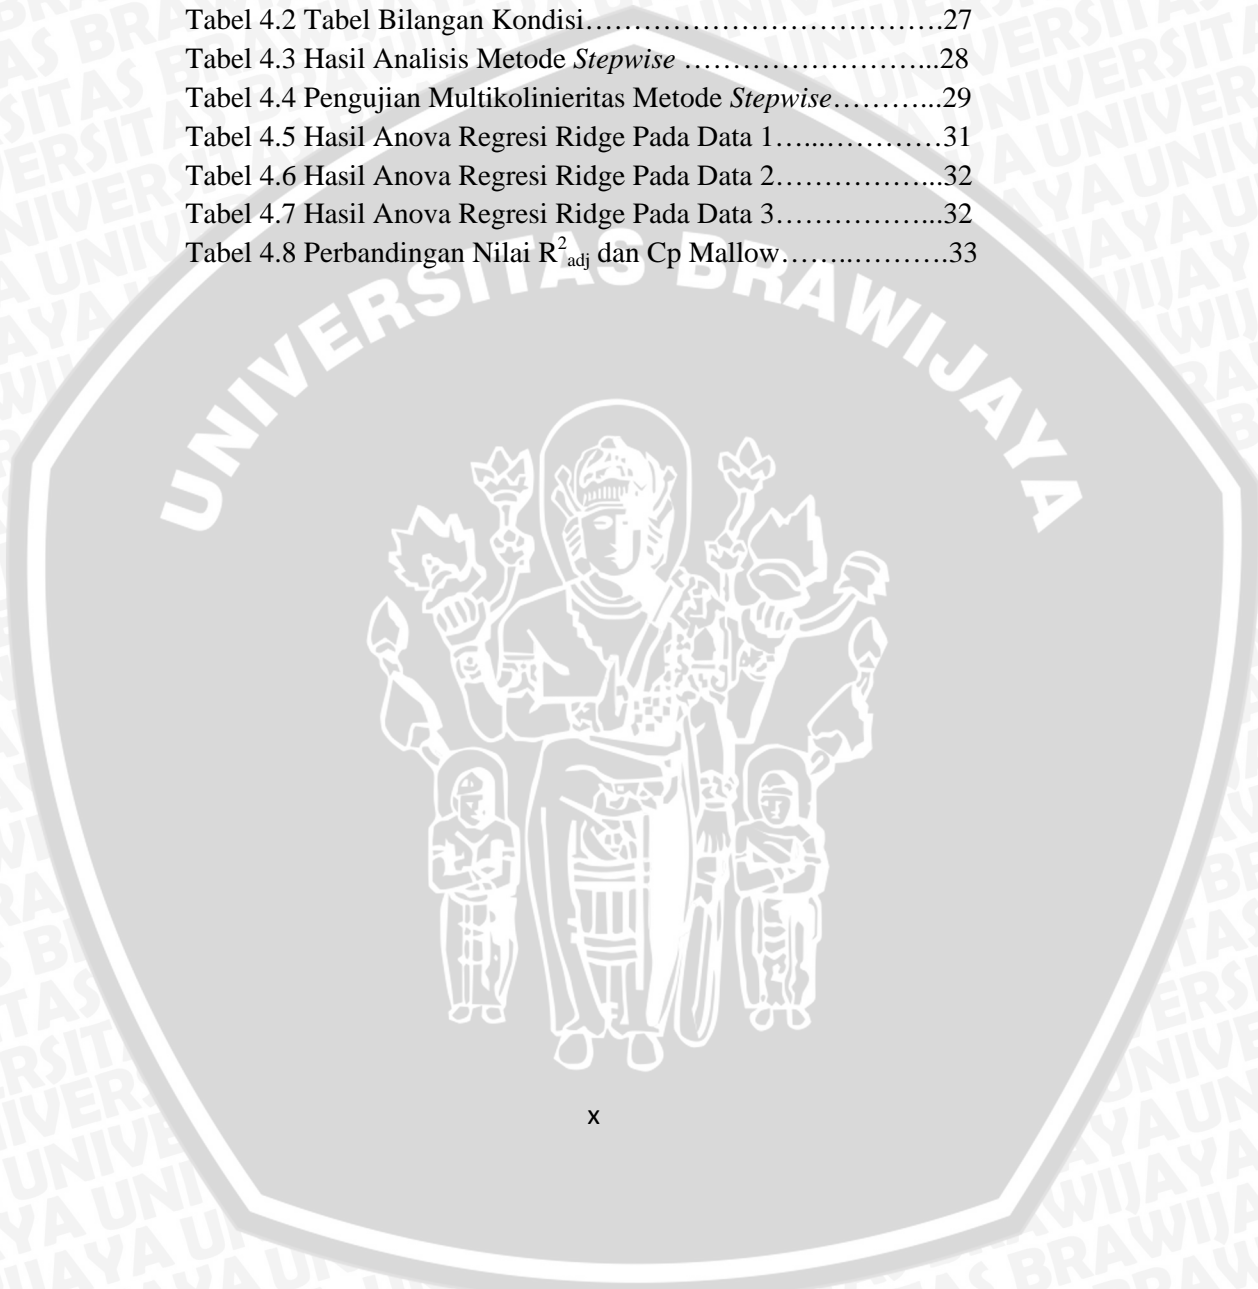 Tabel 4.2 Tabel Bilangan Kondisi……………………………….27
Tabel 4.3 Hasil Analisis Metode Stepwise ……………………...28
Tabel 4.4 Pengujian Multikolinieritas Metode Stepwise………...29
Tabel 4.5 Hasil Anova Regresi Ridge Pada Data 1…...…………31
Tabel 4.6 Hasil Anova Regresi Ridge Pada Data 2……………...32
Tabel 4.7 Hasil Anova Regresi Ridge Pada Data 3……………...32
Tabel 4.8 Perbandingan Nilai R²adj dan Cp Mallow……..……….33
UNIVERSITAS BRAWIJAYA
x